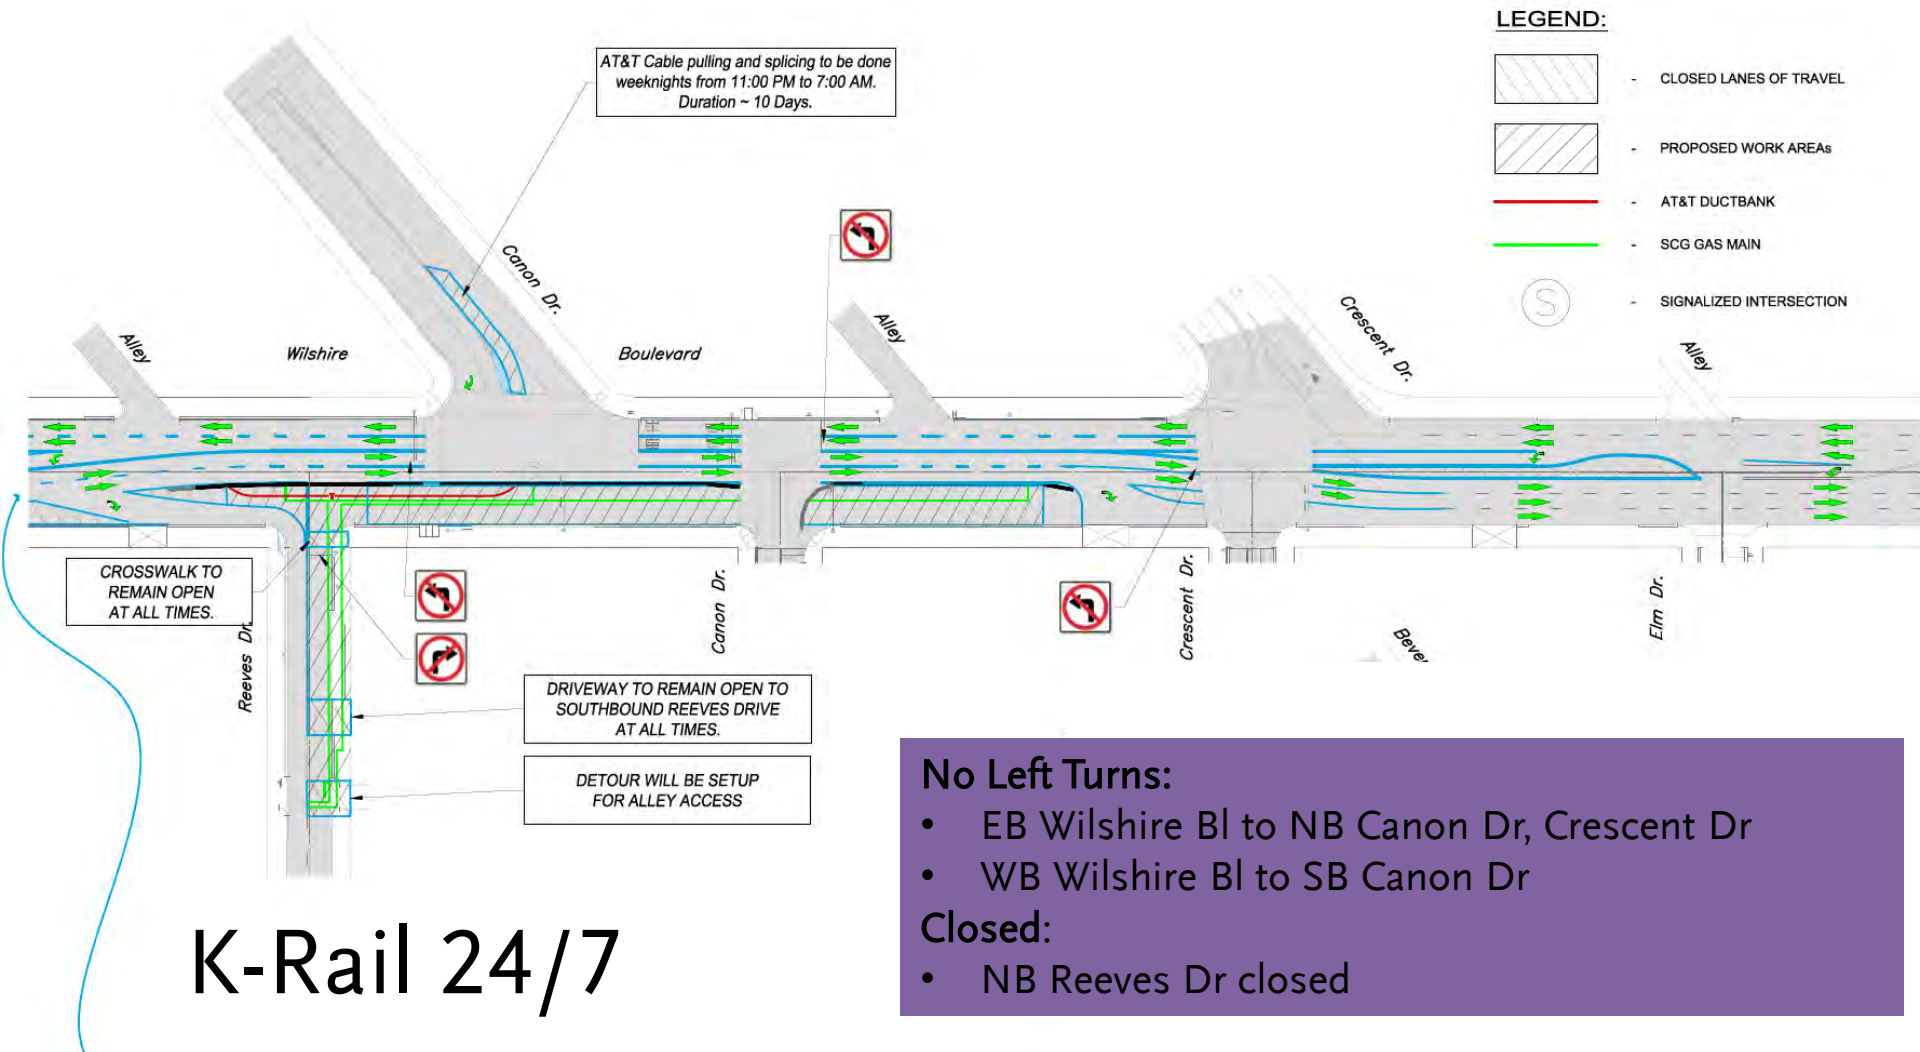 LEGEND:
CLOSED LANES OF TRAVEL
PROPOSED WORK AREAs
AT&T DUCTBANK
SCG GAS MAIN
S
SIGNALIZED INTERSECTION
AT&T Cable pulling and splicing to be done
weeknights from 11:00 PM to 7:00 AM.
Duration ~ 10 Days.
Canon Dr.
Alley
Wilshire
Boulevard
Alley
Crescent Dr.
Alley
CROSSWALK TO
REMAIN OPEN
AT ALL TIMES.
Reeves Dr.
Canon Dr.
Crescent Dr.
Elm Dr.
DRIVEWAY TO REMAIN OPEN TO
SOUTHBOUND REEVES DRIVE
AT ALL TIMES.
DETOUR WILL BE SETUP
FOR ALLEY ACCESS
K-Rail 24/7
No Left Turns:
• EB Wilshire Bl to NB Canon Dr, Crescent Dr
• WB Wilshire Bl to SB Canon Dr
Closed:
• NB Reeves Dr closed